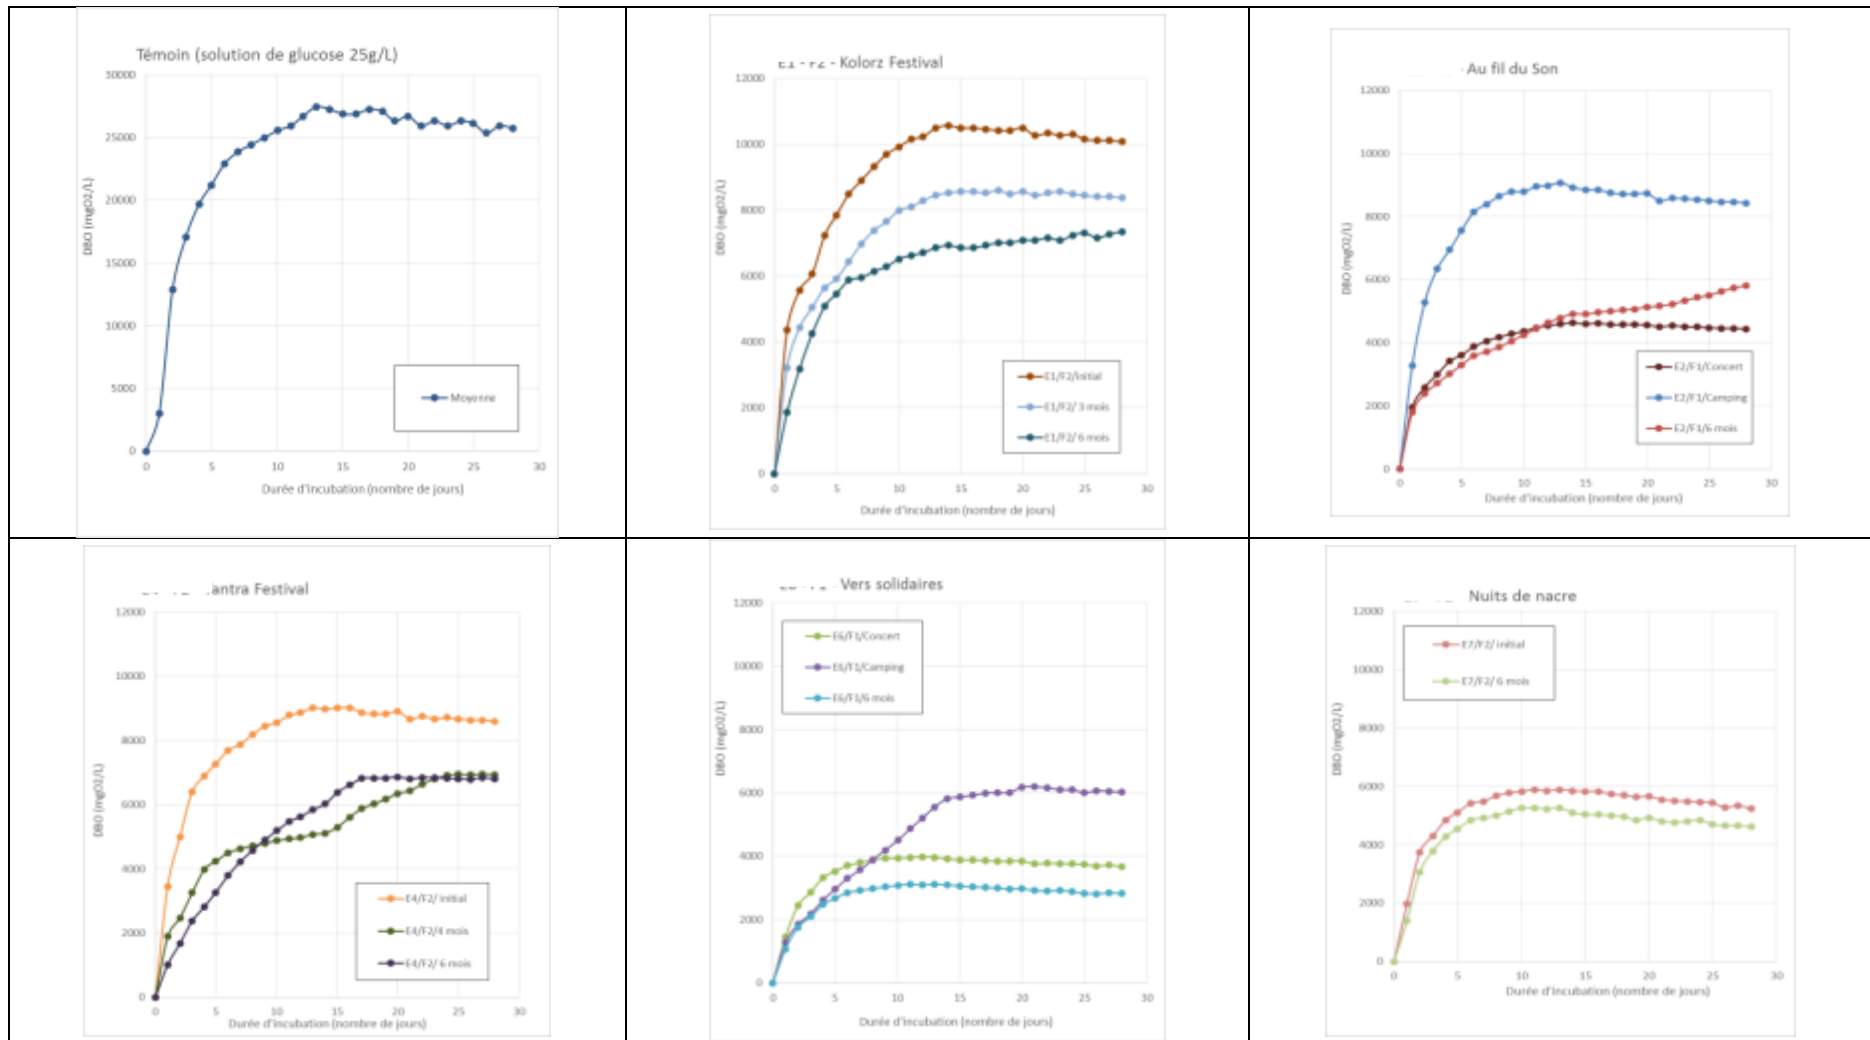 Témoin (solution de glucose 25g/L)
30000
25000
20000
15000
10000
5000
0
DBO (mgO2/L)
Moyenne
0 5 10 15 20 25 30
Durée d'incubation (nombre de jours)
E1 - F2 - Kolorz Festival
12000
10000
8000
6000
4000
2000
0
DBO (mgO2/L)
E1/F2/Initial
E1/F2/ 3 mois
E1/F2/ 6 mois
0 5 10 15 20 25 30
Durée d'incubation (nombre de jours)
Au fil du Son
12000
10000
8000
6000
4000
2000
0
DBO (mgO2/L)
E2/F1/Concert
E2/F1/Camping
E2/F1/6 mois
0 5 10 15 20 25 30
Durée d'incubation (nombre de jours)
Festival
12000
10000
8000
6000
4000
2000
0
DBO (mgO2/L)
E4/F2/ initial
E4/F2/4 mois
E4/F2/ 6 mois
0 5 10 15 20 25 30
Durée d'incubation (nombre de jours)
Vers solidaires
12000
10000
8000
6000
4000
2000
0
DBO (mgO2/L)
E6/F1/Concert
E6/F1/Camping
E6/F1/6 mois
0 5 10 15 20 25 30
Durée d'incubation (nombre de jours)
Nuits de nacre
12000
10000
8000
6000
4000
2000
0
DBO (mgO2/L)
E7/F2/ initial
E7/F2/ 6 mois
0 5 10 15 20 25 30
Durée d'incubation (nombre de jours)